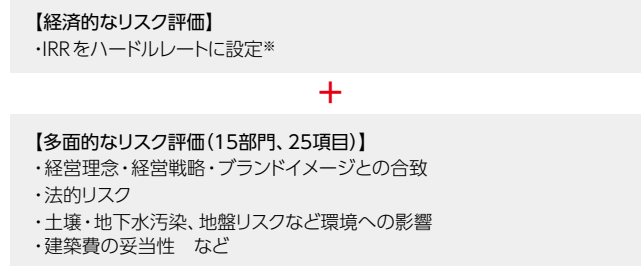 【経済的なリスク評価】
・IRRをハードルレートに設定※
+
【多面的なリスク評価（15部門、25項目）】
・経営理念・経営戦略・ブランドイメージとの合致
・法的リスク
・土壌・地下水汚染、地盤リスクなど環境への影響
・建築費の妥当性　など